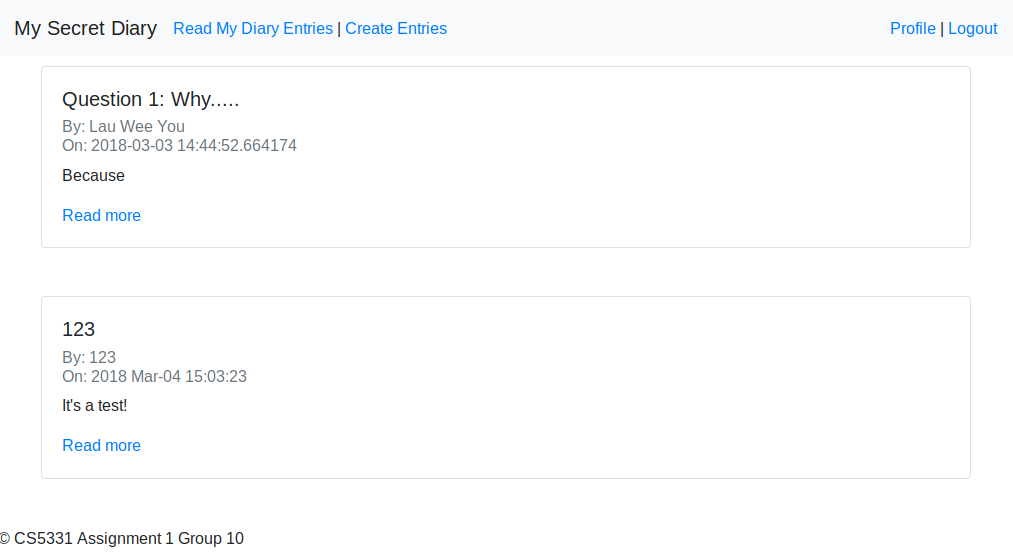 My Secret Diary Read My Diary Entries | Create Entries Profile | Logout
Question 1: Why.....
By: Lau Wee You
On: 2018-03-03 14:44:52.664174
Because
Read more
123
By: 123
On: 2018 Mar-04 15:03:23
It's a test!
Read more
© CS5331 Assignment 1 Group 10